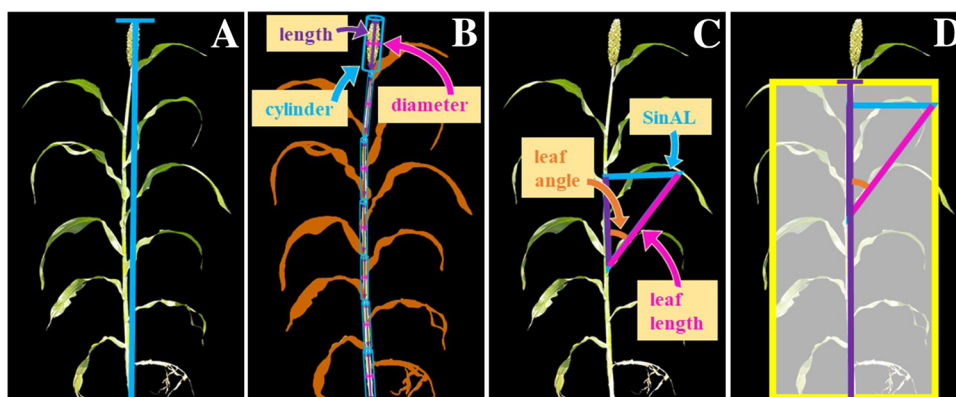 A
B
length
cylinder
diameter
C
SinAL
leaf
angle
leaf
length
D